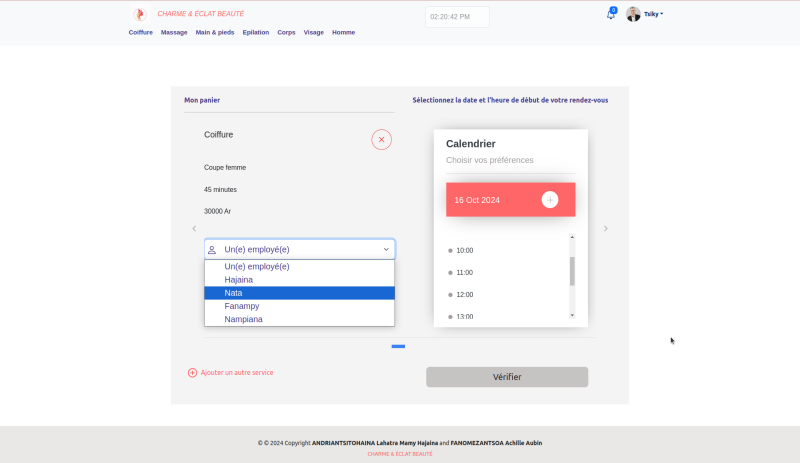 CHARME & ÉCLAT BEAUTÉ
02:20:42 PM
0
Tsiky
Coiffure Massage Main & pieds Epilation Corps Visage Homme
Mon panier
Coiffure
Coupe femme
45 minutes
30000 Ar
Un(e) employé(e)
Un(e) employé(e)
Hajaina
Nata
Fanampy
Nampiana
Ajouter un autre service
Sélectionnez la date et l'heure de début de votre rendez-vous
Calendrier
Choisir vos préférences
16 Oct 2024
10:00
11:00
12:00
13:00
Vérifier
© © 2024 Copyright ANDRIANTSITOHAINA Lahatra Mamy Hajaina and FANOMEZANTSOA Achille Aubin
CHARME & ÉCLAT BEAUTÉ